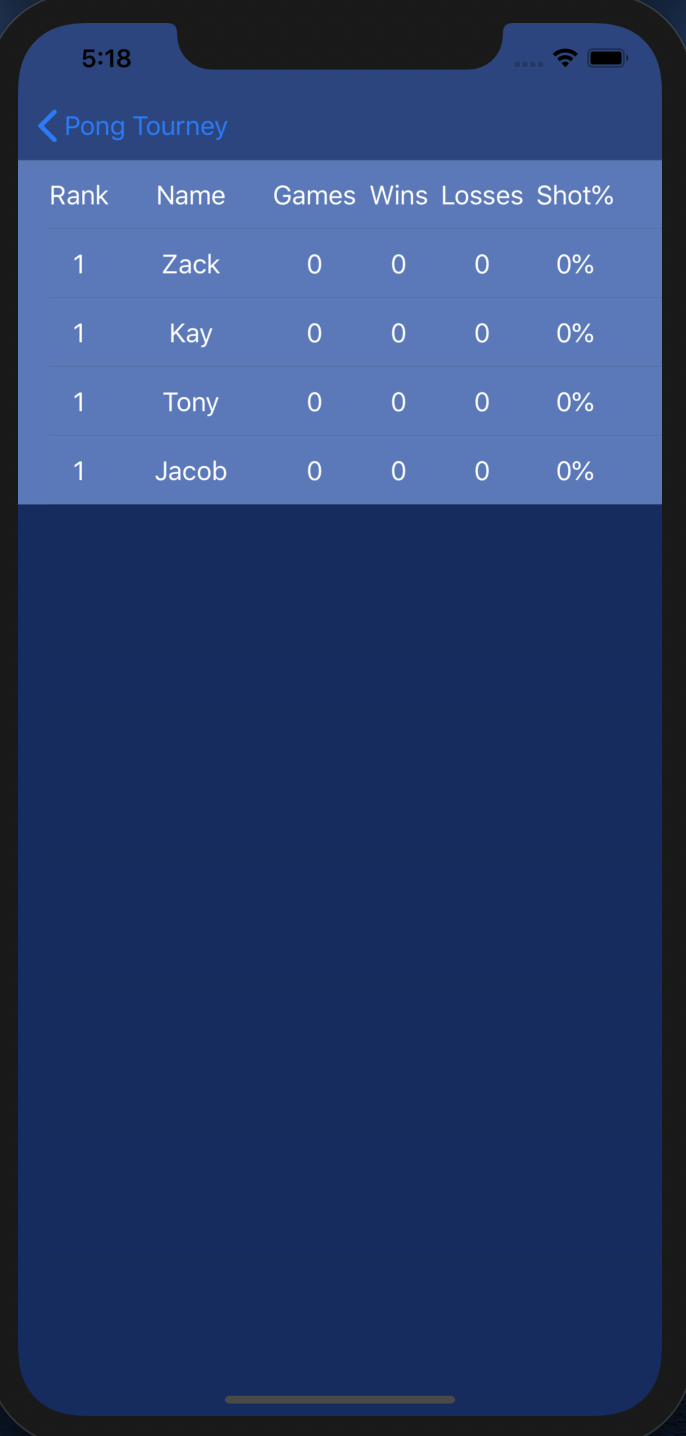 5:18
Pong Tourney
Rank Name Games Wins Losses Shot%
1 Zack 0 0 0 0%
1 Kay 0 0 0 0%
1 Tony 0 0 0 0%
1 Jacob 0 0 0 0%